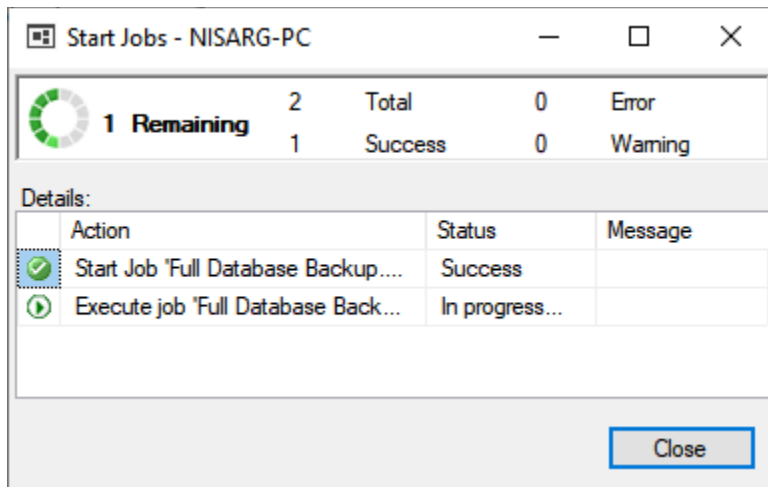 Start Jobs - NISARG-PC
1 Remaining
2 Total 0 Error
1 Success 0 Warning
Details:
Action Status Message
Start Job 'Full Database Backup.... Success
Execute job 'Full Database Back... In progress...
Close